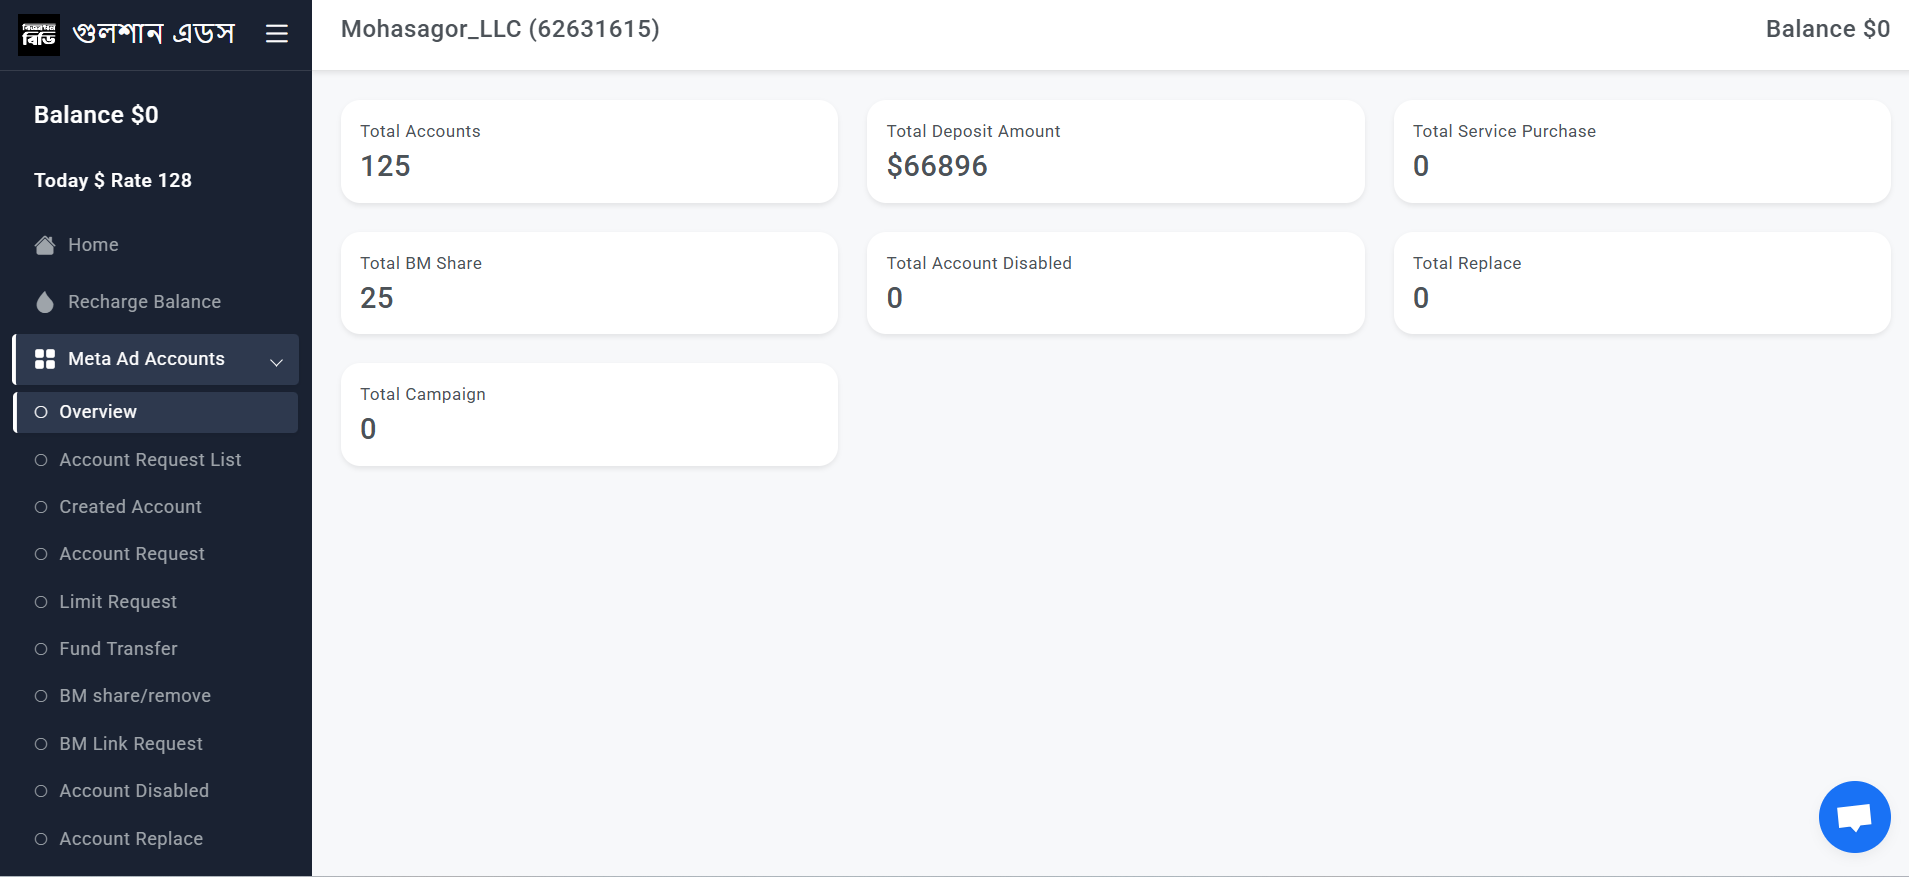 গুলশান এডস
Mohasagor_LLC (62631615)
Balance $0
Balance $0
Today $ Rate 128
Home
Recharge Balance
Meta Ad Accounts
Overview
Account Request List
Created Account
Account Request
Limit Request
Fund Transfer
BM share/remove
BM Link Request
Account Disabled
Account Replace
Total Accounts
125
Total Deposit Amount
$66896
Total Service Purchase
0
Total BM Share
25
Total Account Disabled
0
Total Replace
0
Total Campaign
0